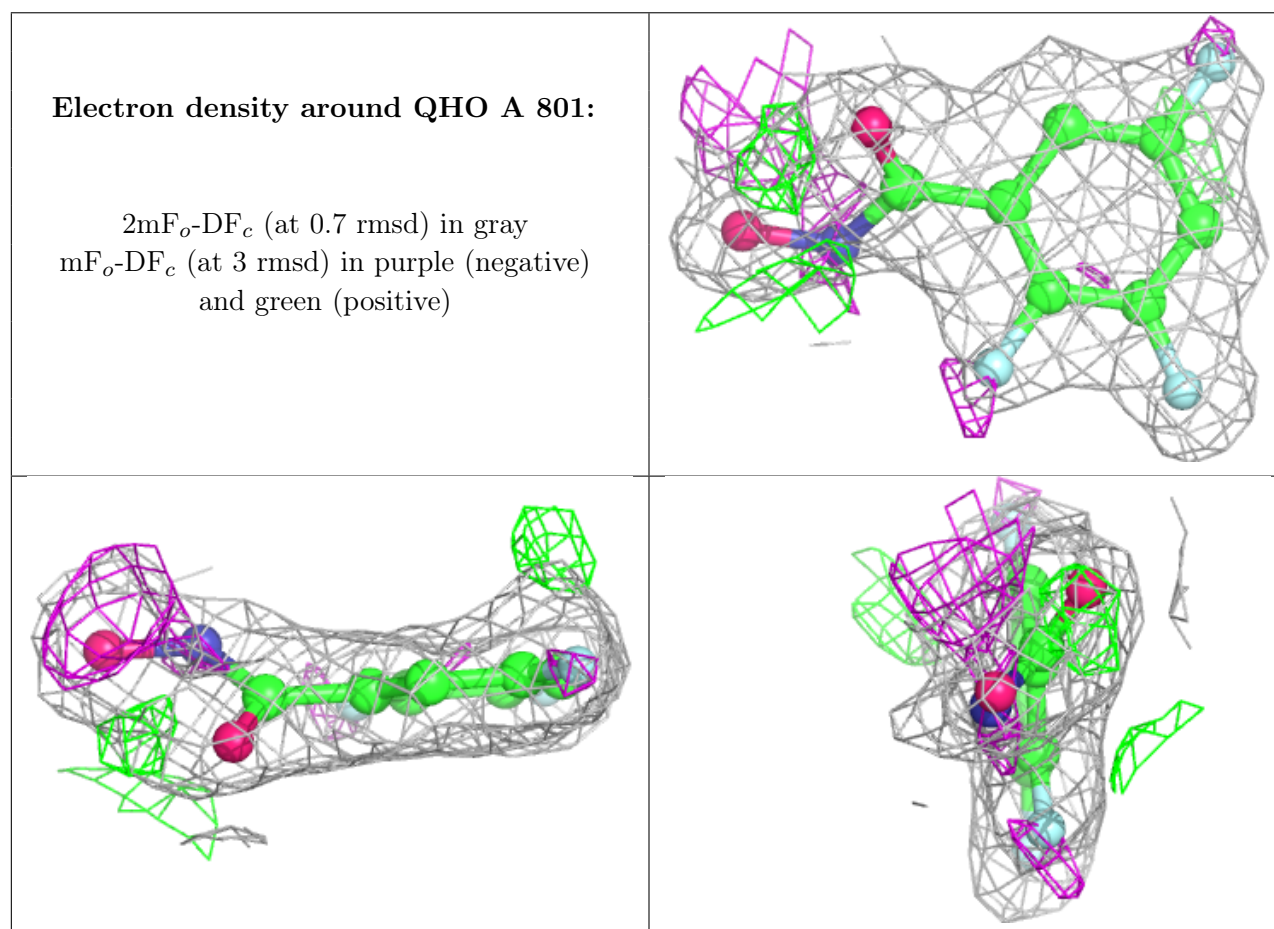 Electron density around QHO A 801:
2mFo-DFc (at 0.7 rmsd) in gray
mFo-DFc (at 3 rmsd) in purple (negative)
and green (positive)